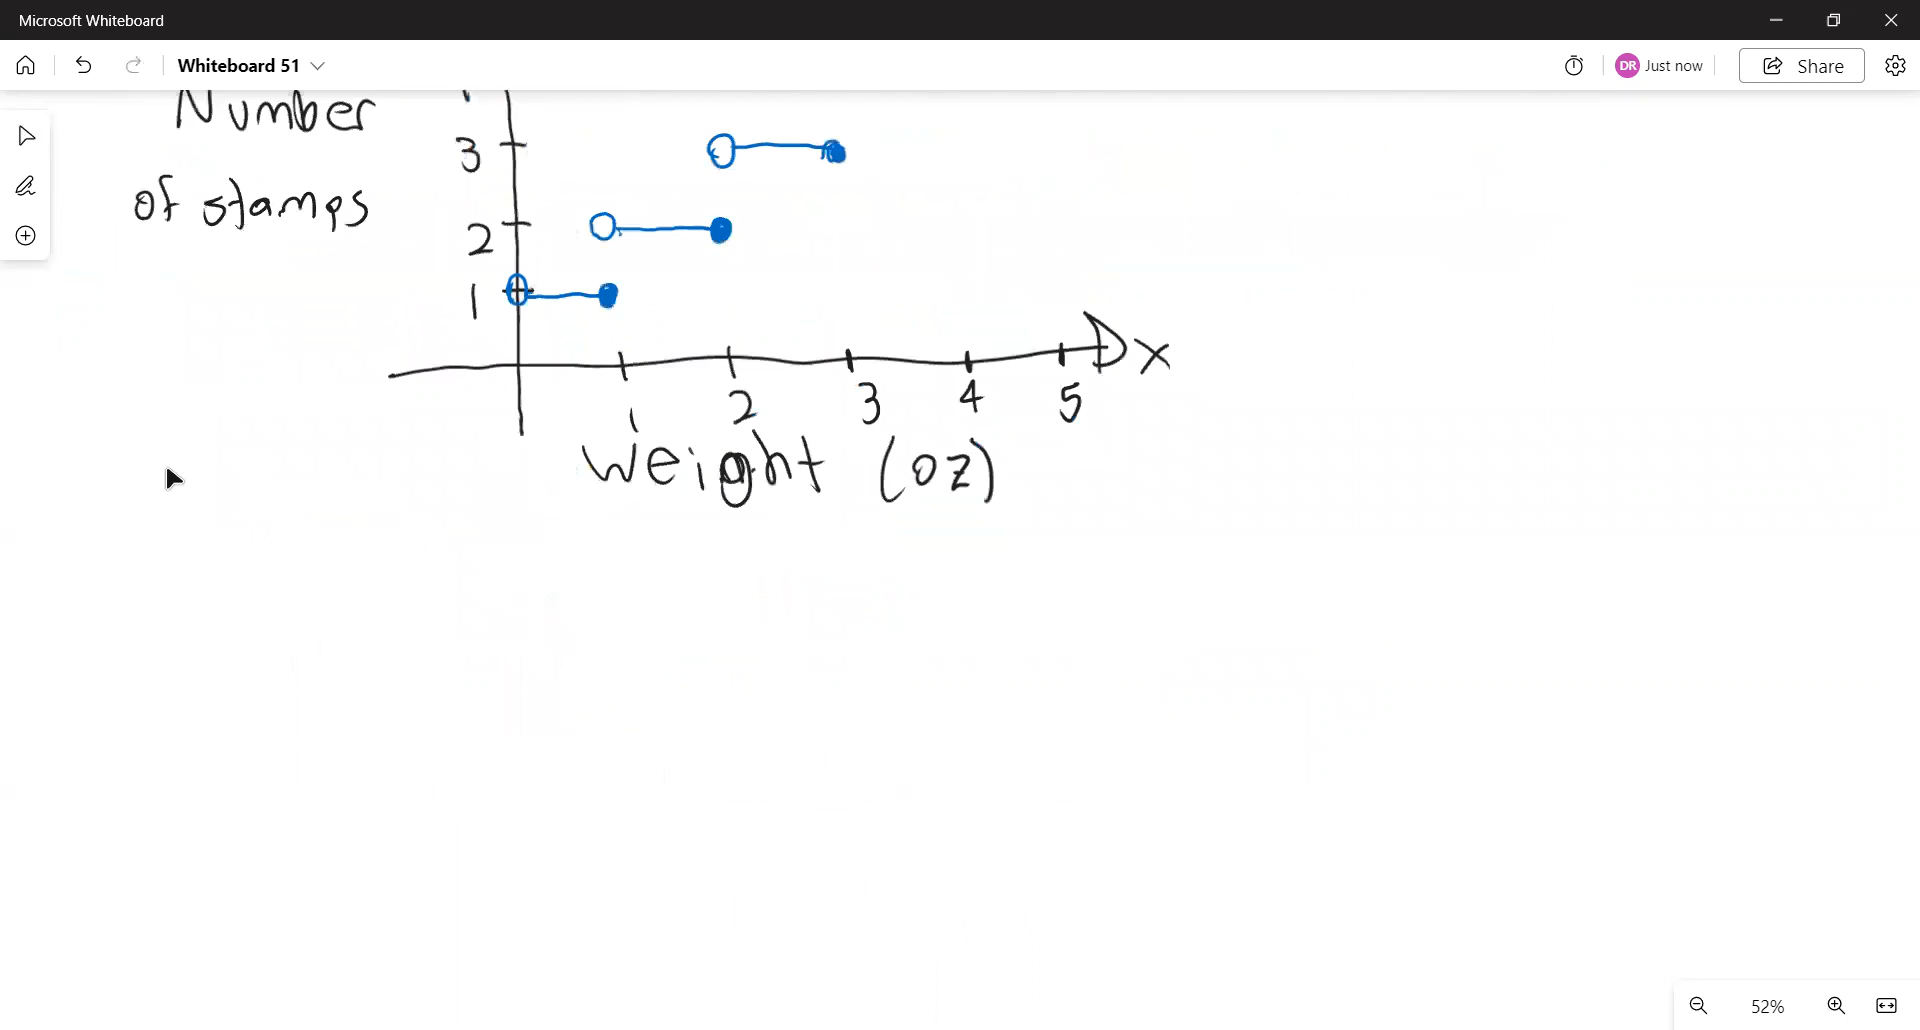 Microsoft Whiteboard
Whiteboard 51
DR Just now
Share
Number
of stamps
3
2
1
x
1 2 3 4 5
Weight (oz)
52%